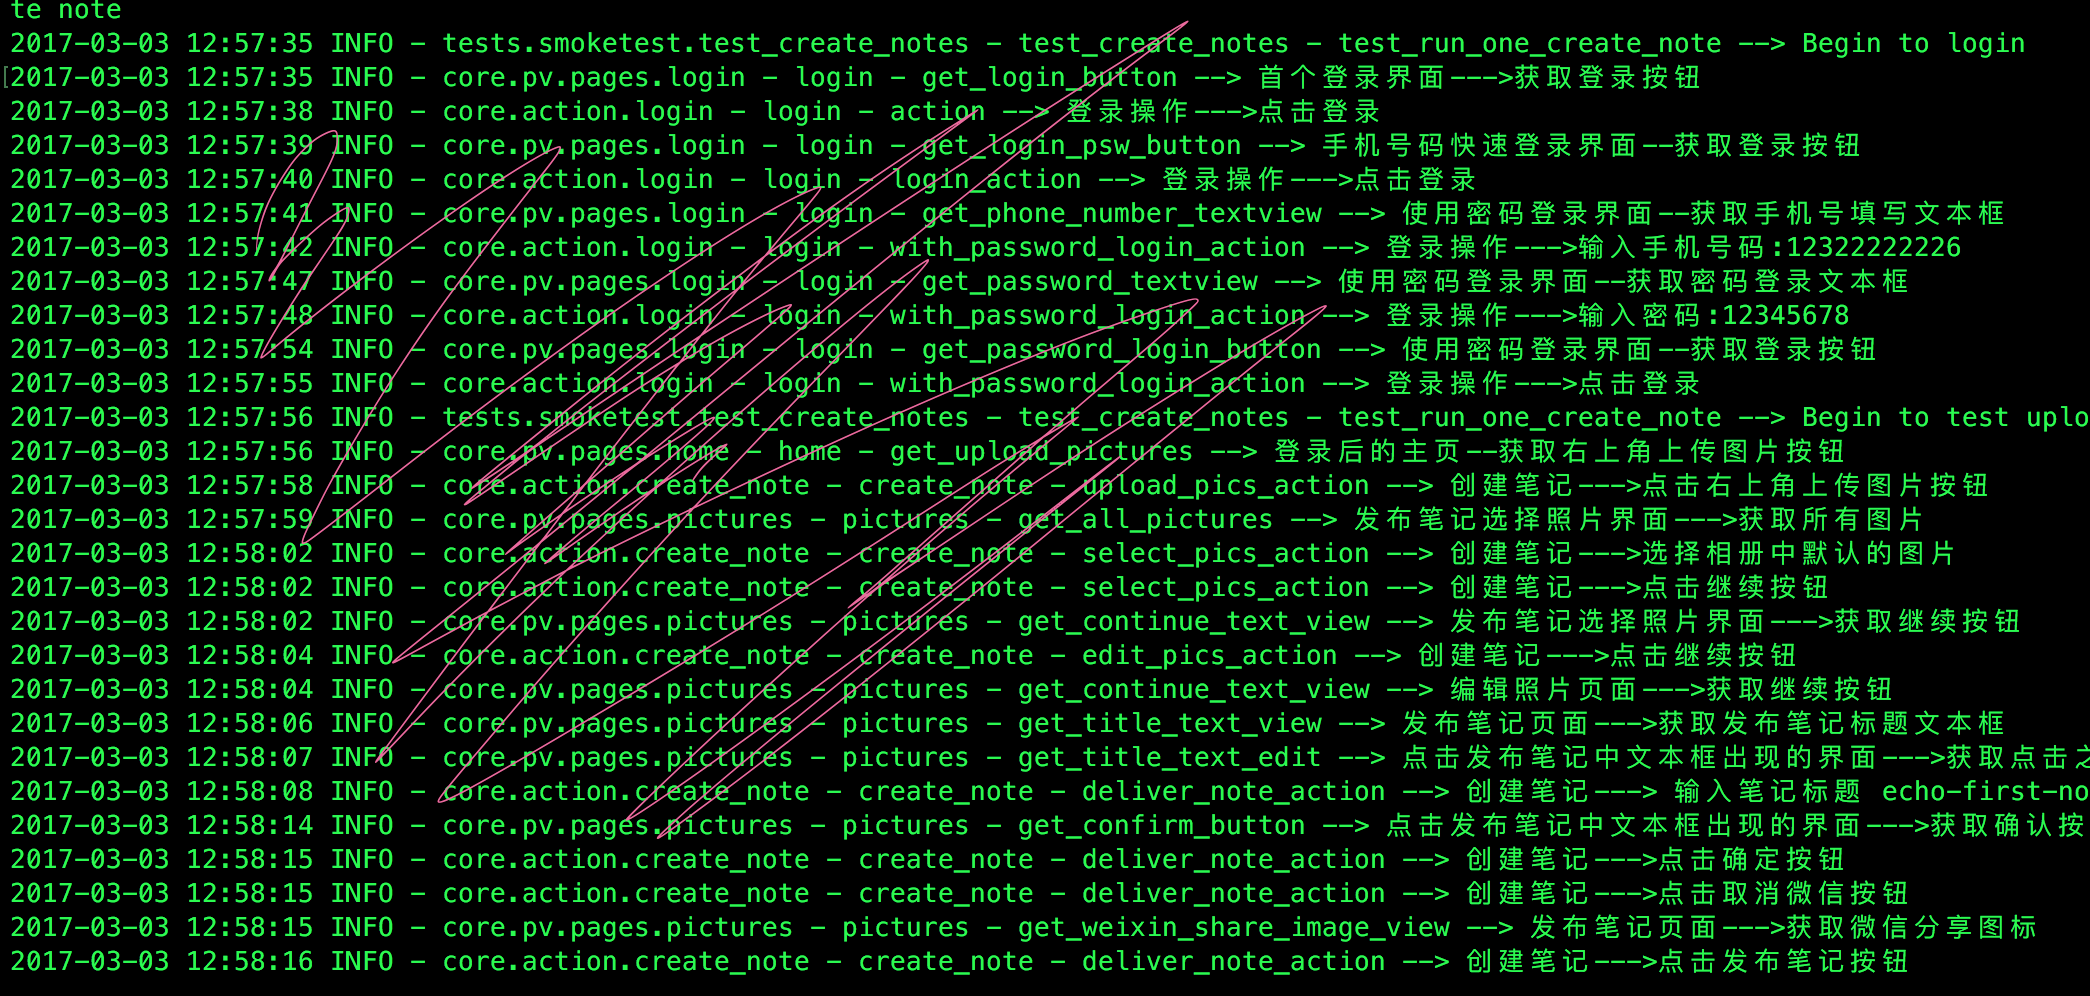 te note
2017-03-03 12:57:35 INFO - tests.smoketest.test_create_notes - test_create_notes - test_run_one_create_note --> Begin to login
[2017-03-03 12:57:35 INFO - core.pv.pages.login - login - get_login_button --> 首个登录界面--->获取登录按钮
2017-03-03 12:57:38 INFO - core.action.login - login - action --> 登录操作--->点击登录
2017-03-03 12:57:39 INFO - core.pv.pages.login - login - get_login_psw_button --> 手机号码快速登录界面--获取登录按钮
2017-03-03 12:57:40 INFO - core.action.login - login - login_action --> 登录操作--->点击登录
2017-03-03 12:57:41 INFO - core.pv.pages.login - login - get_phone_number_textview --> 使用密码登录界面--获取手机号填写文本框
2017-03-03 12:57:42 INFO - core.action.login - login - with_password_login_action --> 登录操作--->输入手机号码:12322222226
2017-03-03 12:57:47 INFO - core.pv.pages.login - login - get_password_textview --> 使用密码登录界面--获取密码登录文本框
2017-03-03 12:57:48 INFO - core.action.login - login - with_password_login_action --> 登录操作--->输入密码:12345678
2017-03-03 12:57:54 INFO - core.pv.pages.login - login - get_password_login_button --> 使用密码登录界面--获取登录按钮
2017-03-03 12:57:55 INFO - core.action.login - login - with_password_login_action --> 登录操作--->点击登录
2017-03-03 12:57:56 INFO - tests.smoketest.test_create_notes - test_create_notes - test_run_one_create_note --> Begin to test uplo
2017-03-03 12:57:56 INFO - core.pv.pages.home - home - get_upload_pictures --> 登录后的主页--获取右上角上传图片按钮
2017-03-03 12:57:58 INFO - core.action.create_note - create_note - upload_pics_action --> 创建笔记--->点击右上角上传图片按钮
2017-03-03 12:57:59 INFO - core.pv.pages.pictures - pictures - get_all_pictures --> 发布笔记选择照片界面--->获取所有图片
2017-03-03 12:58:02 INFO - core.action.create_note - create_note - select_pics_action --> 创建笔记--->选择相册中默认的图片
2017-03-03 12:58:02 INFO - core.action.create_note - create_note - select_pics_action --> 创建笔记--->点击继续按钮
2017-03-03 12:58:02 INFO - core.pv.pages.pictures - pictures - get_continue_text_view --> 发布笔记选择照片界面--->获取继续按钮
2017-03-03 12:58:04 INFO - core.action.create_note - create_note - edit_pics_action --> 创建笔记--->点击继续按钮
2017-03-03 12:58:04 INFO - core.pv.pages.pictures - pictures - get_continue_text_view --> 编辑照片页面--->获取继续按钮
2017-03-03 12:58:06 INFO - core.pv.pages.pictures - pictures - get_title_text_view --> 发布笔记页面--->获取发布笔记标题文本框
2017-03-03 12:58:07 INFO - core.pv.pages.pictures - pictures - get_title_text_edit --> 点击发布笔记中文本框出现的界面--->获取点击之
2017-03-03 12:58:08 INFO - core.action.create_note - create_note - deliver_note_action --> 创建笔记---> 输入笔记标题 echo-first-no
2017-03-03 12:58:14 INFO - core.pv.pages.pictures - pictures - get_confirm_button --> 点击发布笔记中文本框出现的界面--->获取确认按
2017-03-03 12:58:15 INFO - core.action.create_note - create_note - deliver_note_action --> 创建笔记--->点击确定按钮
2017-03-03 12:58:15 INFO - core.action.create_note - create_note - deliver_note_action --> 创建笔记--->点击取消微信按钮
2017-03-03 12:58:15 INFO - core.pv.pages.pictures - pictures - get_weixin_share_image_view --> 发布笔记页面--->获取微信分享图标
2017-03-03 12:58:16 INFO - core.action.create_note - create_note - deliver_note_action --> 创建笔记--->点击发布笔记按钮